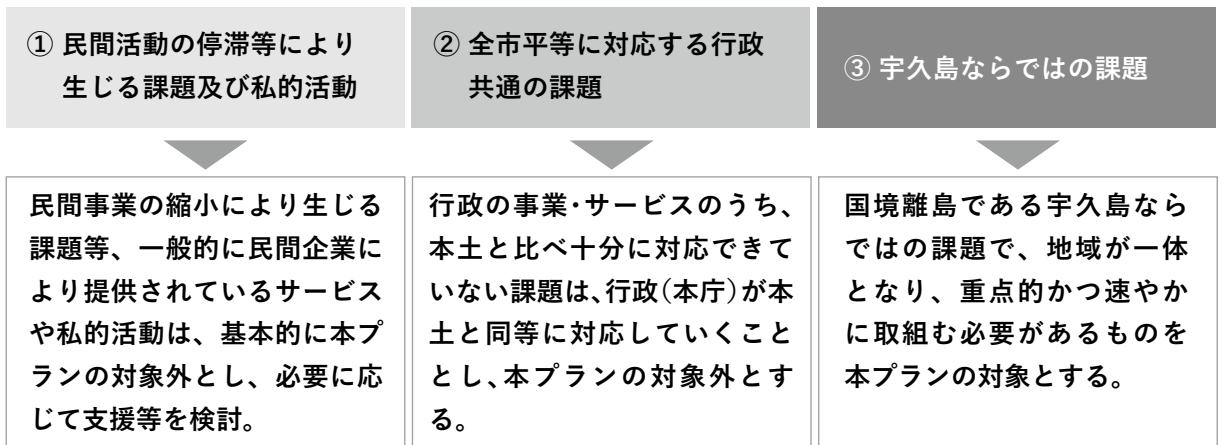 ① 民間活動の停滞等により
生じる課題及び私的活動
民間事業の縮小により生じる
課題等、一般的に民間企業に
より提供されているサービス
や私的活動は、基本的に本プ
ランの対象外とし、必要に応
じて支援等を検討。
② 全市平等に対応する行政
共通の課題
行政の事業・サービスのうち、
本土と比べ十分に対応できて
いない課題は、行政(本庁)が本
土と同等に対応していくこと
とし、本プランの対象外とす
る。
③ 宇久島ならではの課題
国境離島である宇久島なら
ではの課題で、地域が一体
となり、重点的かつ速やか
に取組む必要があるものを
本プランの対象とする。